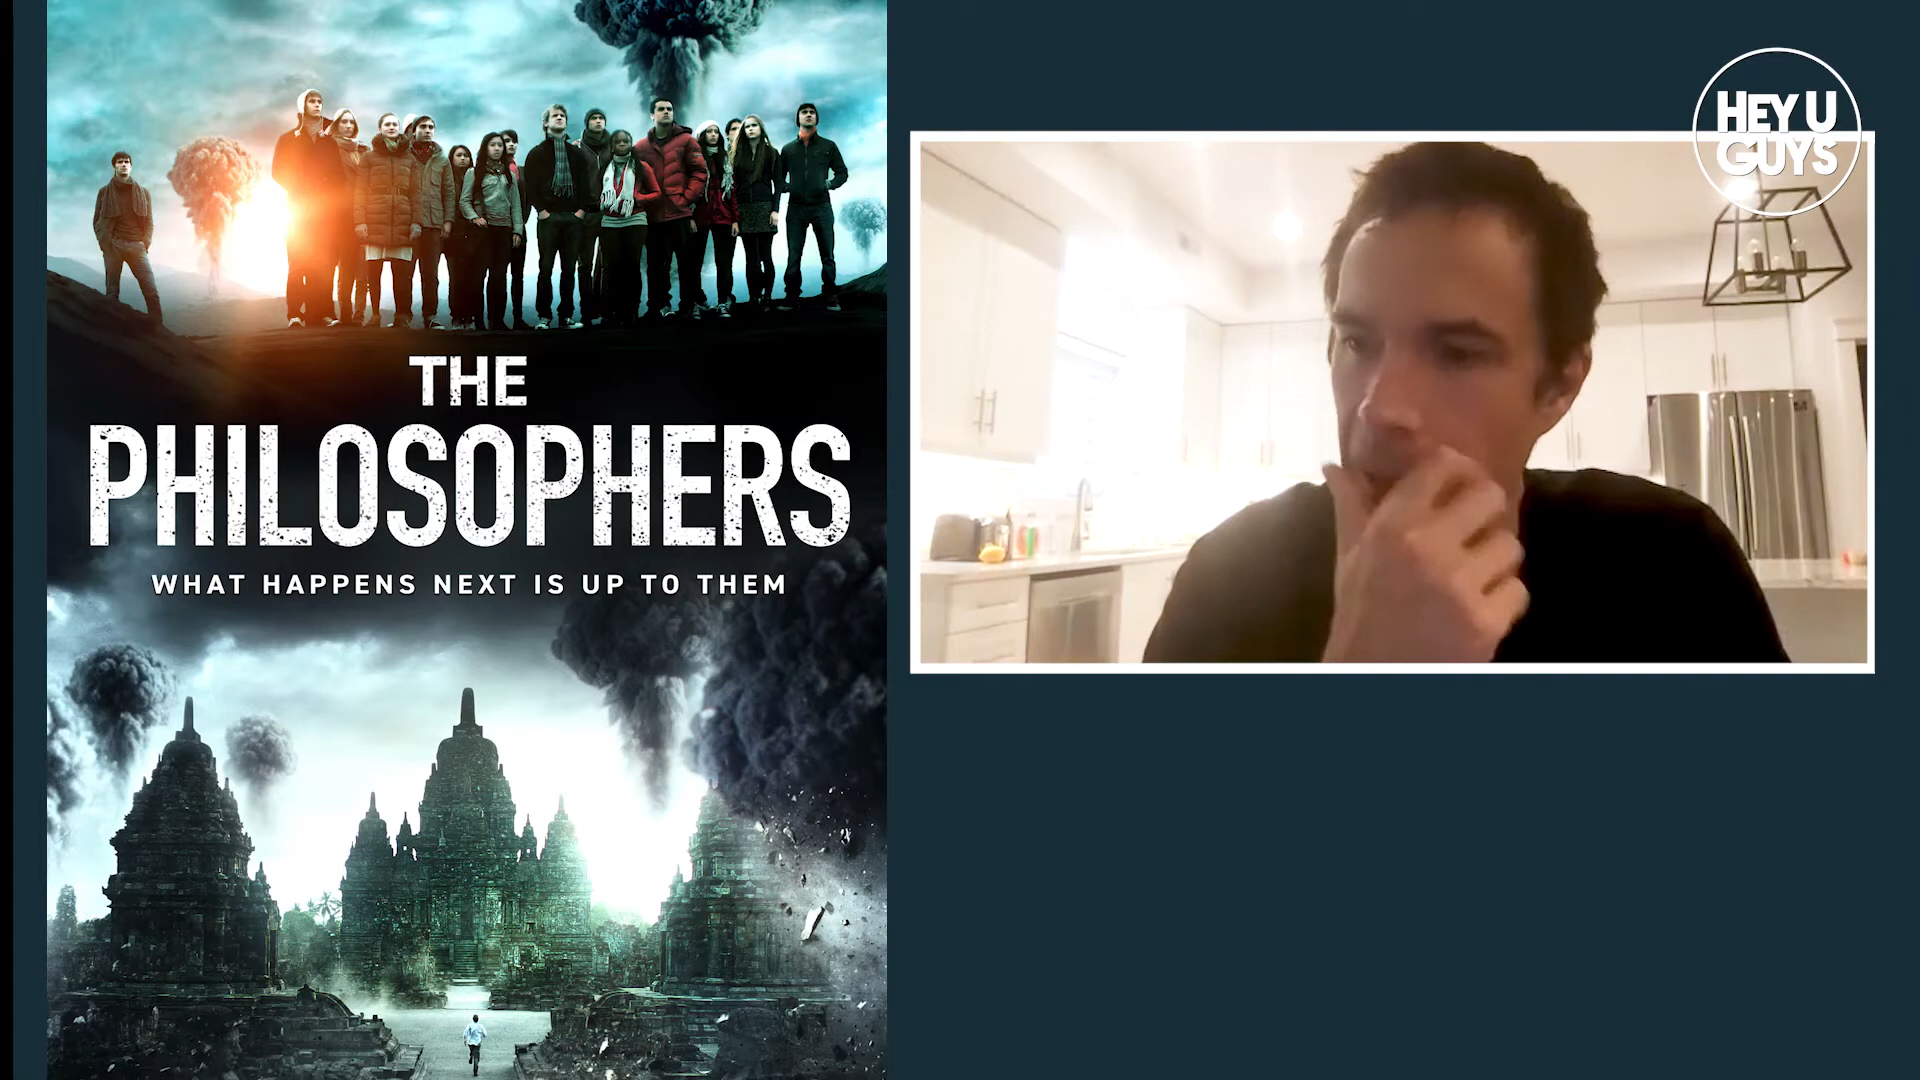 THE
PHILOSOPHERS
WHAT HAPPENS NEXT IS UP TO THEM
HEY U
GUYS